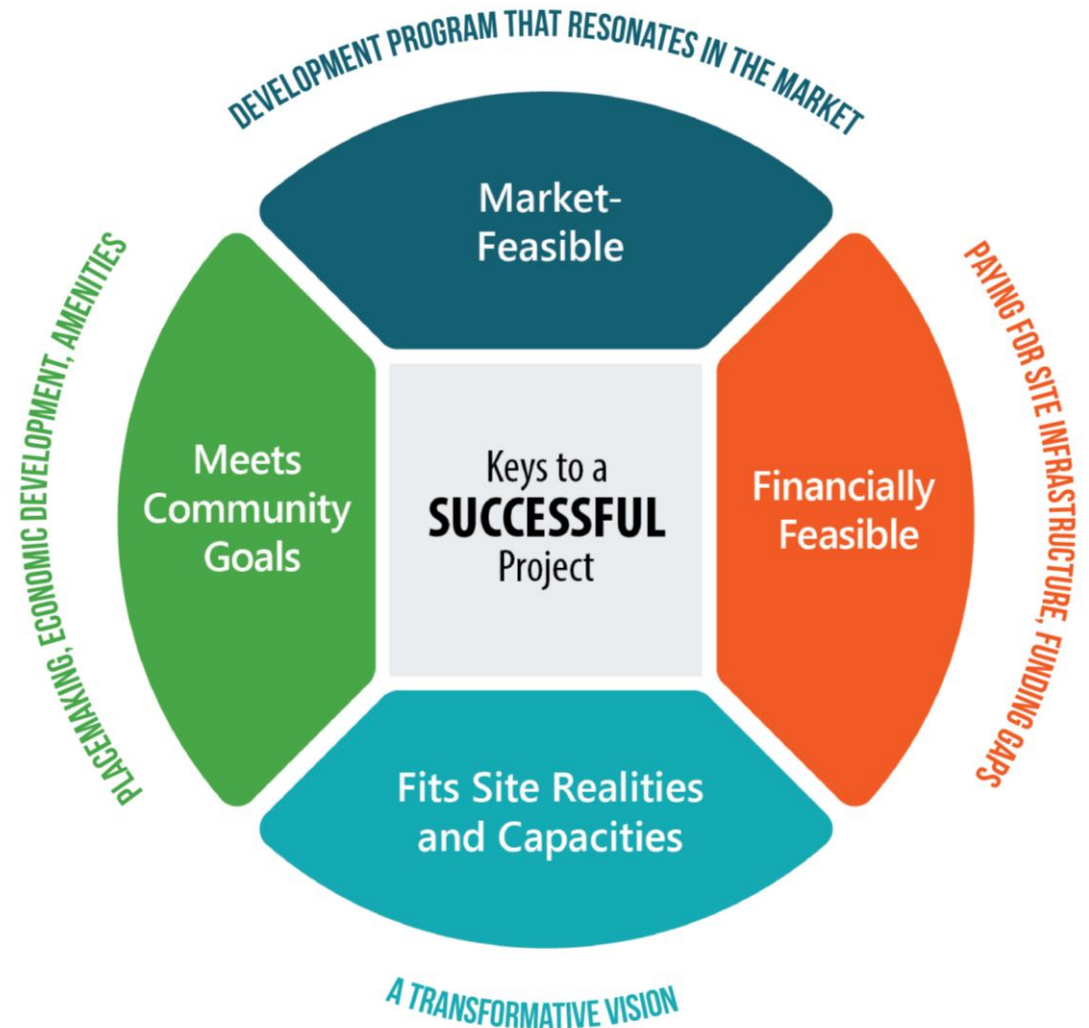 DEVELOPMENT PROGRAM THAT RESONATES IN THE MARKET
Market-
Feasible
PLACEMAKING, ECONOMIC DEVELOPMENT, AMENITIES
Meets
Community
Goals
Keys to a
SUCCESSFUL
Project
Financially
Feasible
PAYING FOR SITE INFRASTRUCTURE, FUNDING GAPS
Fits Site Realities
and Capacities
A TRANSFORMATIVE VISION